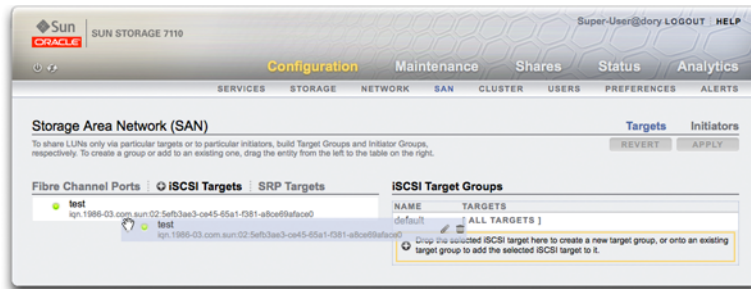 Sun
ORACLE
SUN STORAGE 7110
Super-User@dory LOGOUT HELP
Configuration Maintenance Shares Status Analytics
SERVICES STORAGE NETWORK SAN CLUSTER USERS PREFERENCES ALERTS
Storage Area Network (SAN)
Targets Initiators
To share LUNs only via particular targets or to particular initiators, build Target Groups and Initiator Groups,
respectively. To create a group or add to an existing one, drag the entity from the left to the table on the right.
REVERT APPLY
Fibre Channel Ports iSCSI Targets SRP Targets
test
iqn.1986-03.com.sun:02:5efb3ae3-ce45-65a1-f381-a8ce69aface0
test
iqn.1986-03.com.sun:02:5efb3ae3-ce45-65a1-f381-a8ce69aface0
iSCSI Target Groups
NAME TARGETS
default [ ALL TARGETS ]
Drop the selected iSCSI target here to create a new target group, or onto an existing
target group to add the selected iSCSI target to it.